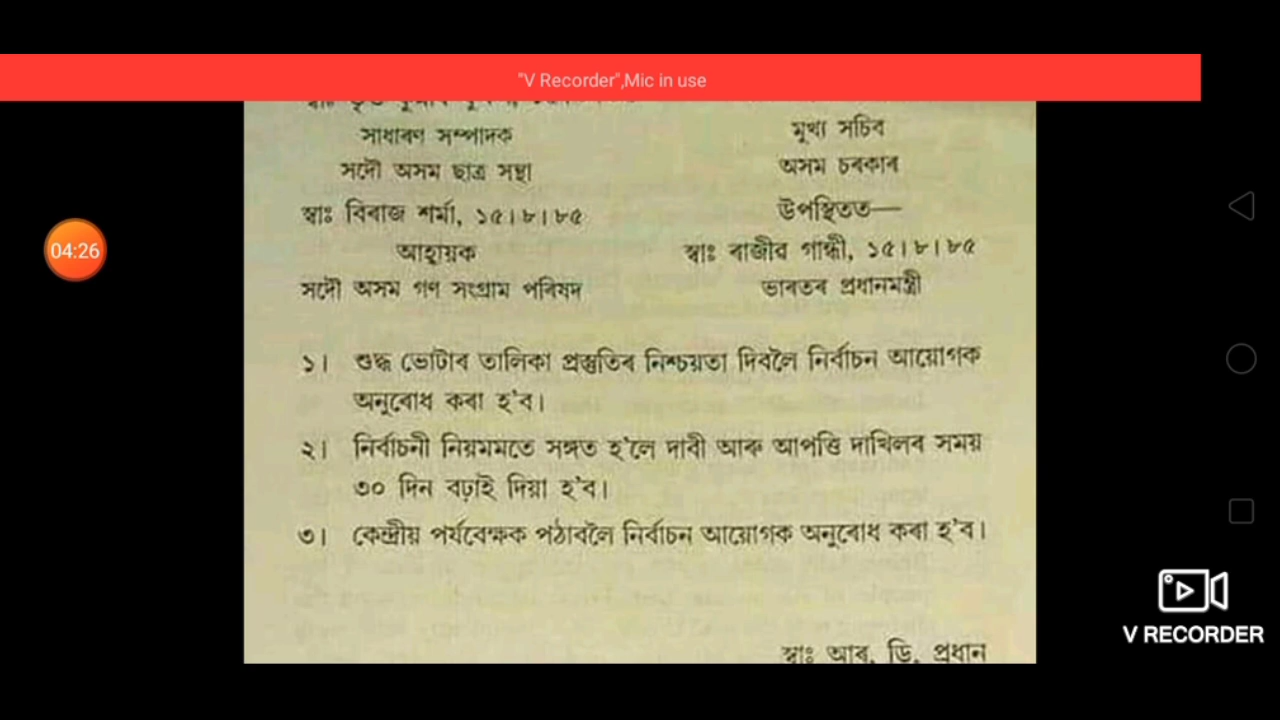 "V Recorder",Mic in use
সাধাৰণ সম্পাদক
সদৌ অসম ছাত্ৰ সন্থা
স্বাঃ বিৰাজ শৰ্মা, ১৫।৮।৮৫
আহ্বায়ক
সদৌ অসম গণ সংগ্ৰাম পৰিষদ
মুখ্য সচিব
অসম চৰকাৰ
উপস্থিতত—
স্বাঃ ৰাজীৱ গান্ধী, ১৫।৮।৮৫
ভাৰতৰ প্ৰধানমন্ত্ৰী
04:26
১। শুদ্ধ ভোটাৰ তালিকা প্ৰস্তুতিৰ নিশ্চয়তা দিবলৈ নিৰ্বাচন আয়োগক
অনুৰোধ কৰা হ'ব।
২। নিৰ্বাচনী নিয়মমতে সঙ্গত হ'লে দাবী আৰু আপত্তি দাখিলৰ সময়
৩০ দিন বঢ়াই দিয়া হ'ব।
৩। কেন্দ্ৰীয় পৰ্যবেক্ষক পঠাবলৈ নিৰ্বাচন আয়োগক অনুৰোধ কৰা হ'ব।
স্বাঃ আৰ, ডি, প্ৰধান
V RECORDER